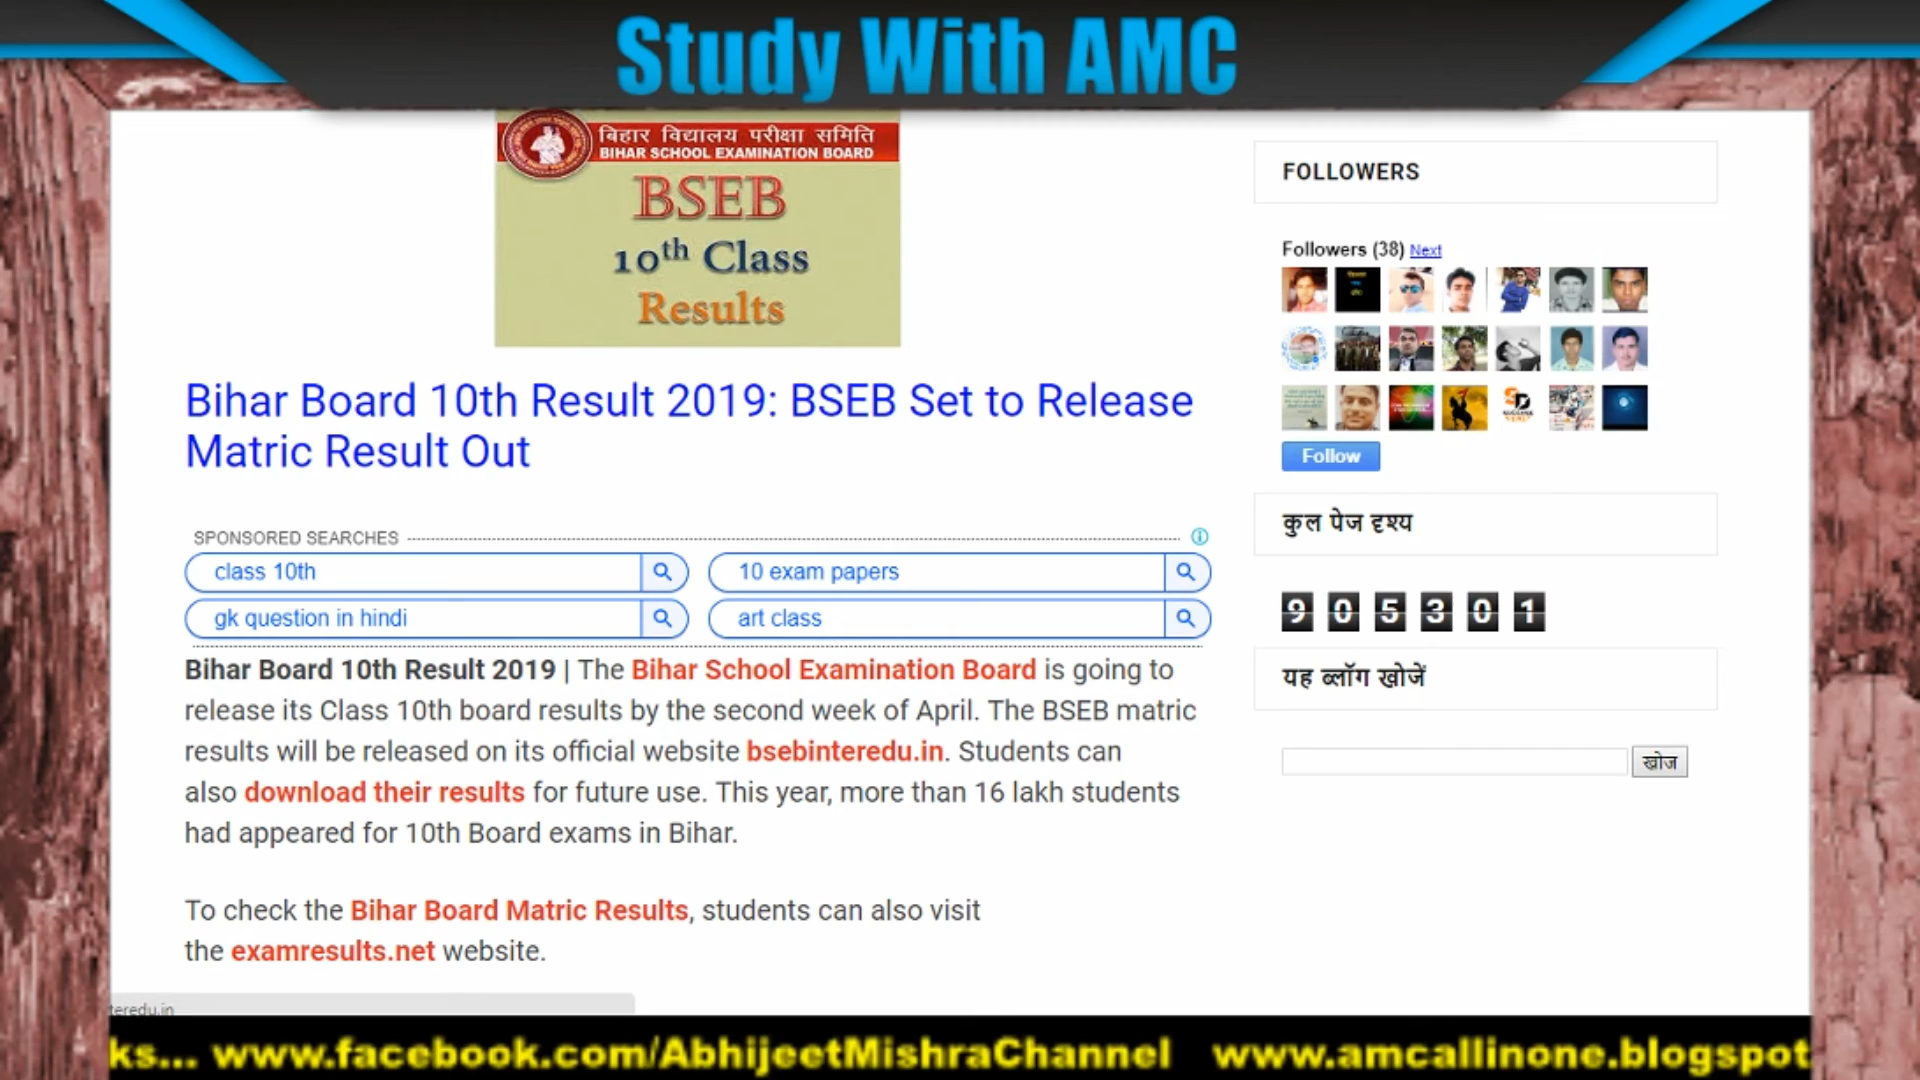 Study With AMC
बिहार विद्यालय परीक्षा समिति
BIHAR SCHOOL EXAMINATION BOARD
BSEB
10th Class
Results
Bihar Board 10th Result 2019: BSEB Set to Release
Matric Result Out
SPONSORED SEARCHES
class 10th
10 exam papers
gk question in hindi
art class
Bihar Board 10th Result 2019 | The Bihar School Examination Board is going to
release its Class 10th board results by the second week of April. The BSEB matric
results will be released on its official website bsebinteredu.in. Students can
also download their results for future use. This year, more than 16 lakh students
had appeared for 10th Board exams in Bihar.
To check the Bihar Board Matric Results, students can also visit
the examresults.net website.
FOLLOWERS
Followers (38) Next
Follow
कुल पेज दृश्य
905301
यह ब्लॉग खोजें
खोज
teredu.in
ks... www.facebook.com/AbhijeetMishraChannel www.amcallinone.blogspot